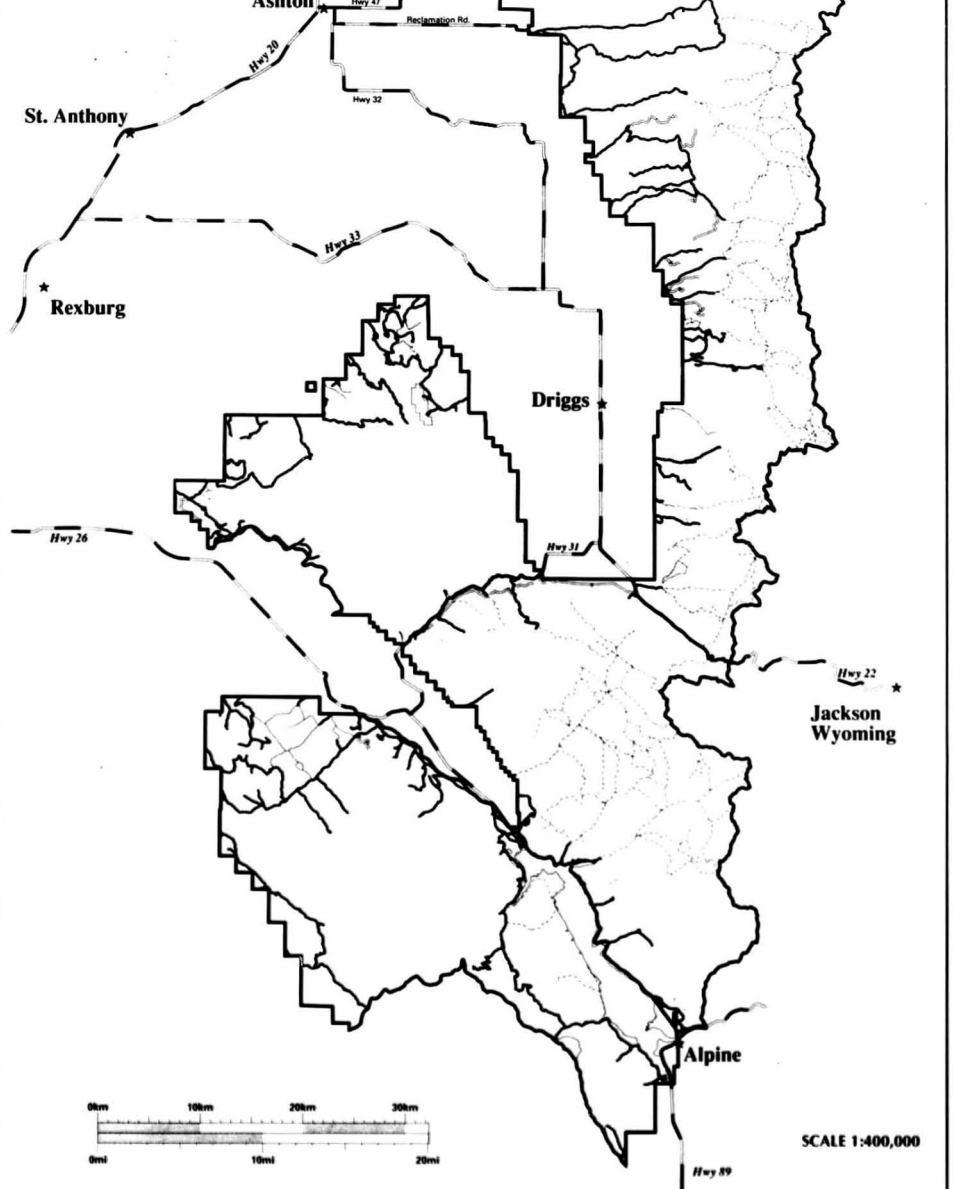 Ashton
Hwy 47
Reclamation Rd.
Hwy 20
Hwy 32
St. Anthony
Hwy 33
Rexburg
Driggs
Hwy 26
Hwy 31
Hwy 22
Jackson
Wyoming
Alpine
0km 10km 20km 30km
0mi 10mi 20mi
SCALE 1:400,000
Hwy 89